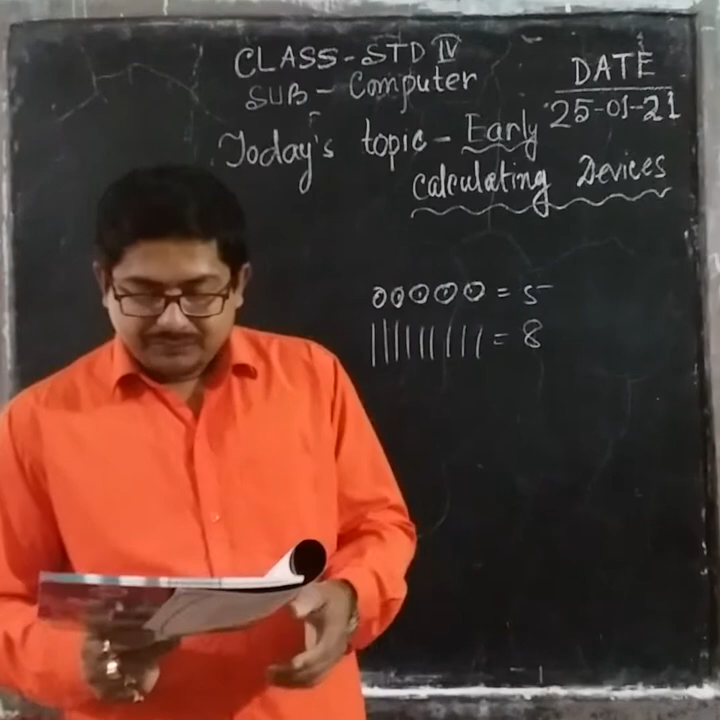 CLASS-STD IV
SUB - Computer
DATE
25-01-21
Today's topic - Early
calculating Devices
= 5
= 8